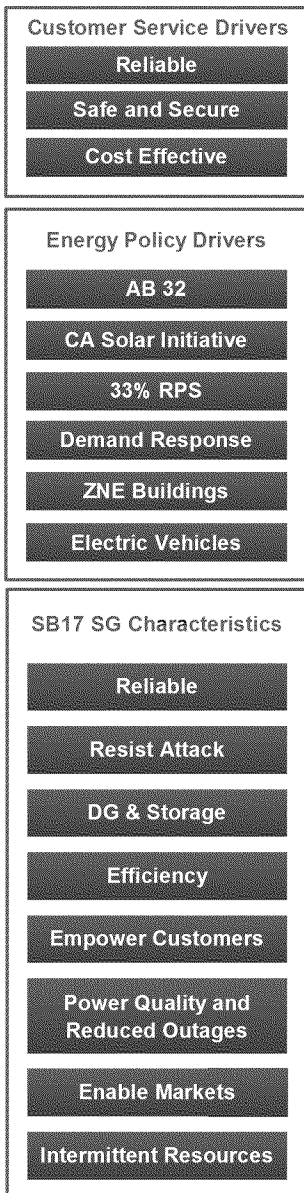 Customer Service Drivers
Reliable
Safe and Secure
Cost Effective
Energy Policy Drivers
AB 32
CA Solar Initiative
33% RPS
Demand Response
ZNE Buildings
Electric Vehicles
SB17 SG Characteristics
Reliable
Resist Attack
DG & Storage
Efficiency
Empower Customers
Power Quality and
Reduced Outages
Enable Markets
Intermittent Resources